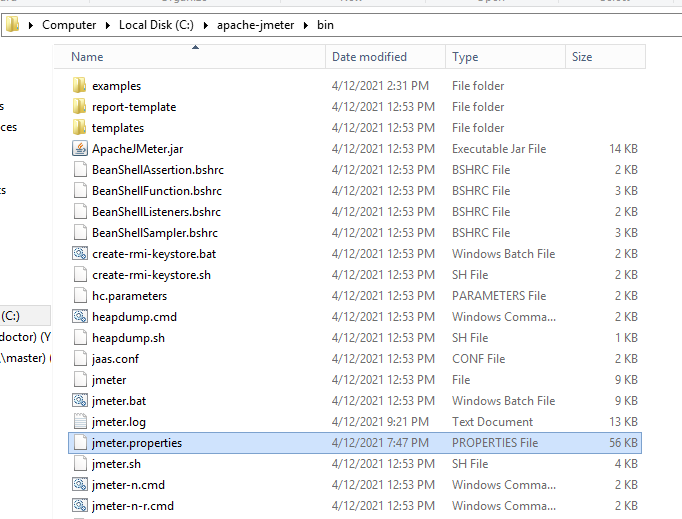 Computer Local Disk (C:) apache-jmeter bin
Name Date modified Type Size
examples 4/12/2021 2:31 PM File folder
report-template 4/12/2021 12:53 PM File folder
templates 4/12/2021 12:53 PM File folder
ApacheJMeter.jar 4/12/2021 12:53 PM Executable Jar File 14 KB
BeanShellAssertion.bshrc 4/12/2021 12:53 PM BSHRC File 2 KB
BeanShellFunction.bshrc 4/12/2021 12:53 PM BSHRC File 3 KB
BeanShellListeners.bshrc 4/12/2021 12:53 PM BSHRC File 2 KB
BeanShellSampler.bshrc 4/12/2021 12:53 PM BSHRC File 3 KB
create-rmi-keystore.bat 4/12/2021 12:53 PM Windows Batch File 2 KB
create-rmi-keystore.sh 4/12/2021 12:53 PM SH File 2 KB
hc.parameters 4/12/2021 12:53 PM PARAMETERS File 2 KB
(C:) heapdump.cmd 4/12/2021 12:53 PM Windows Comma... 2 KB
doctor) (Y heapdump.sh 4/12/2021 12:53 PM SH File 1 KB
\master) ( jaas.conf 4/12/2021 12:53 PM CONF File 2 KB
jmeter 4/12/2021 12:53 PM File 9 KB
jmeter.bat 4/12/2021 12:53 PM Windows Batch File 9 KB
jmeter.log 4/12/2021 9:21 PM Text Document 13 KB
jmeter.properties 4/12/2021 7:47 PM PROPERTIES File 56 KB
jmeter.sh 4/12/2021 12:53 PM SH File 4 KB
jmeter-n.cmd 4/12/2021 12:53 PM Windows Comma... 2 KB
jmeter-n-r.cmd 4/12/2021 12:53 PM Windows Comma... 2 KB